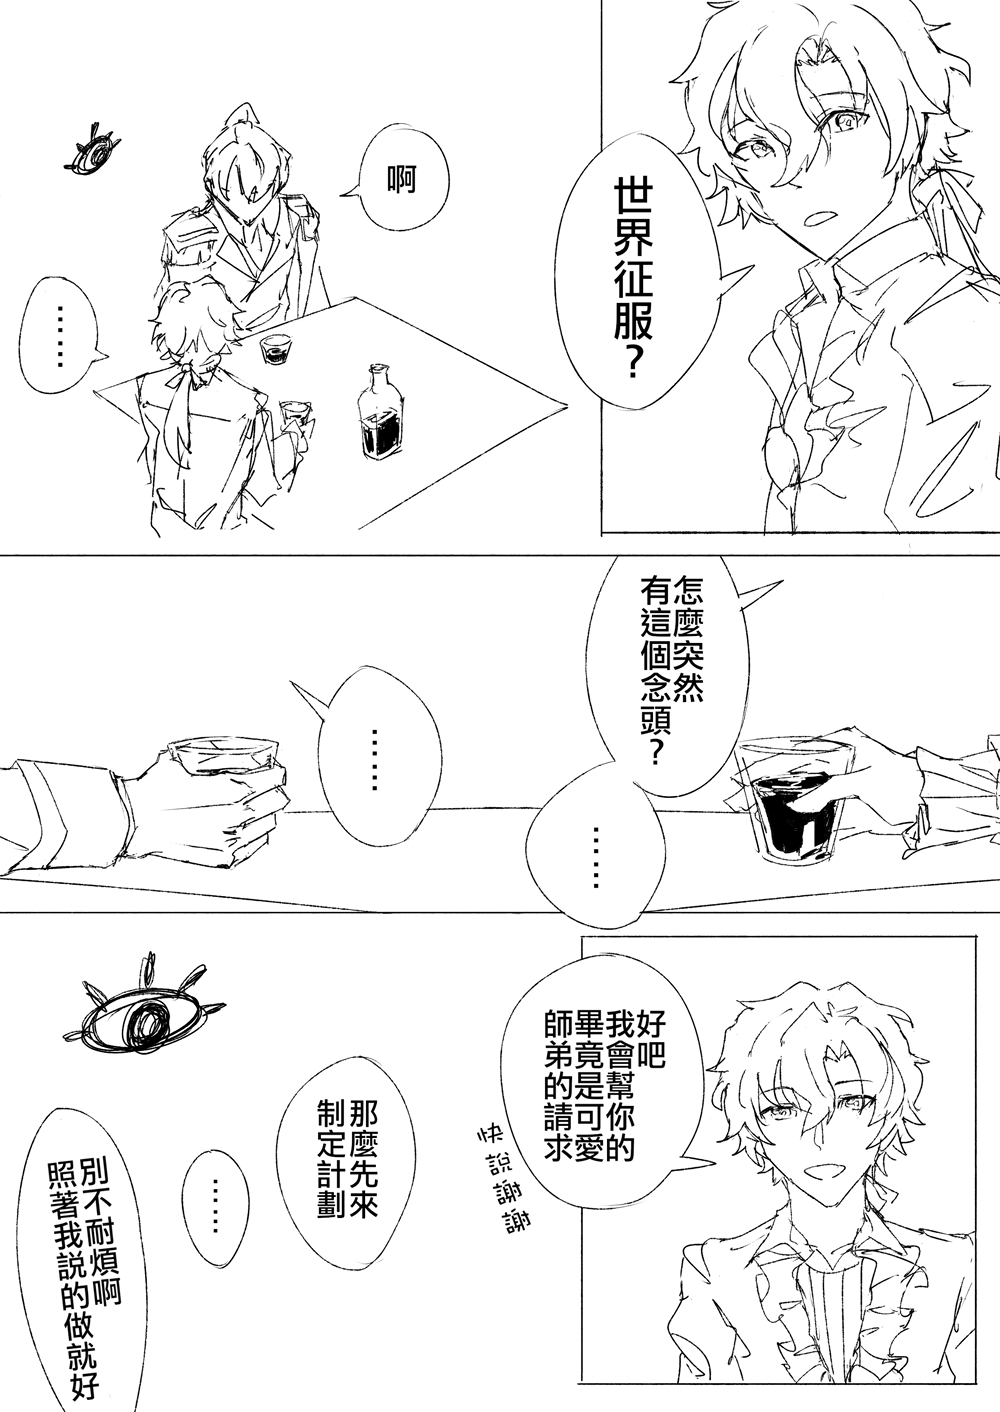 世界征服？
啊
……
怎麼突然
有這個念頭？
……
……
好吧
我會幫你的
畢竟是可愛
師弟的請求
快說謝謝
那麼先來
制定計劃
……
別不耐煩啊
照著我說的做就好